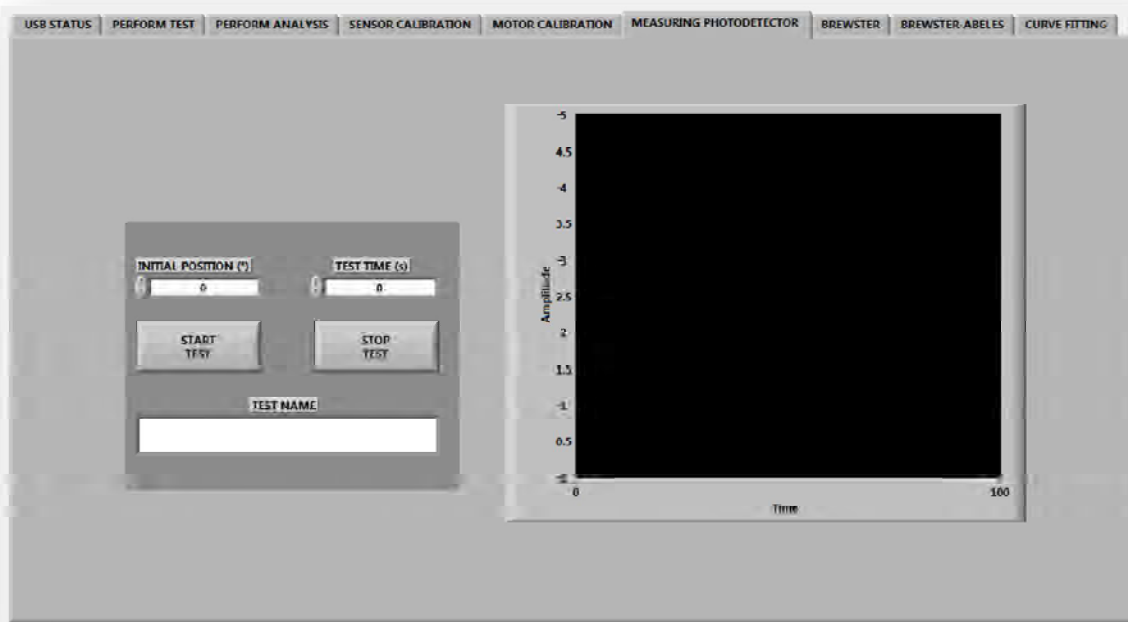 USB STATUS
PERFORM TEST
PERFORM ANALYSIS
SENSOR CALIBRATION
MOTOR CALIBRATION
MEASURING PHOTODETECTOR
BREWSTER
BREWSTER-ABELES
CURVE FITTING
INITIAL POSITION (°)
TEST TIME (s)
0
0
START
TEST
STOP
TEST
TEST NAME
5
4.5
4
3.5
3
2.5
2
1.5
1
0.5
Amplitude
0
100
Time